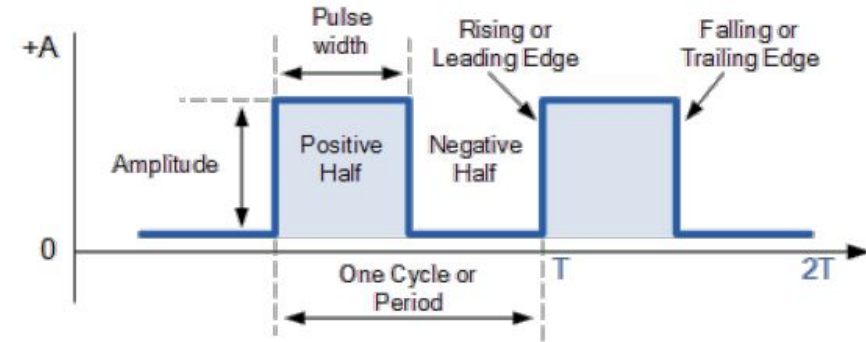 Pulse
width
+A
Rising or
Leading Edge
Falling or
Trailing Edge
Amplitude
Positive
Half
Negative
Half
0
One Cycle or
Period
T
2T